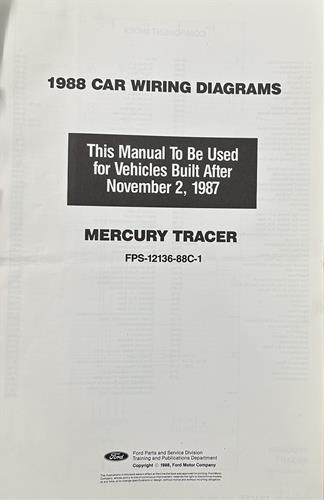 1988 CAR WIRING DIAGRAMS
This Manual To Be Used
for Vehicles Built After
November 2, 1987
MERCURY TRACER
FPS-12136-88C-1
Ford
Ford Parts and Service Division
Training and Publications Department
Copyright © 1988, Ford Motor Company